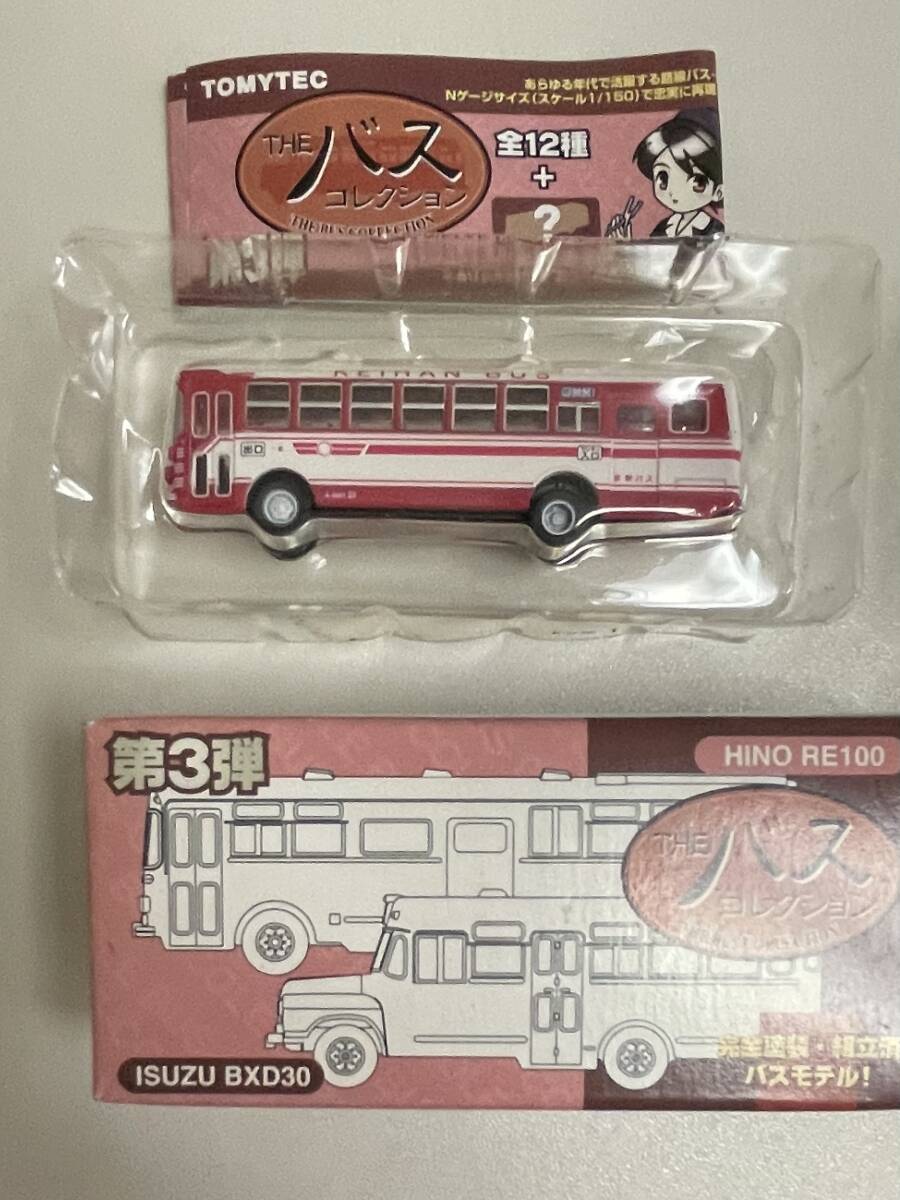 TOMYTEC
あらゆる年代で活躍する路線バス
Nゲージサイズ(スケール1/150)で忠実に再現
THE バス
コレクション
THE BUS COLLECTION
全12種
+
?
KEIHAN BUS
出口
入口
京阪バス
第3弾
HINO RE100
THE バス
コレクション
ISUZU BXD30
完全塗装・組立済
バスモデル!